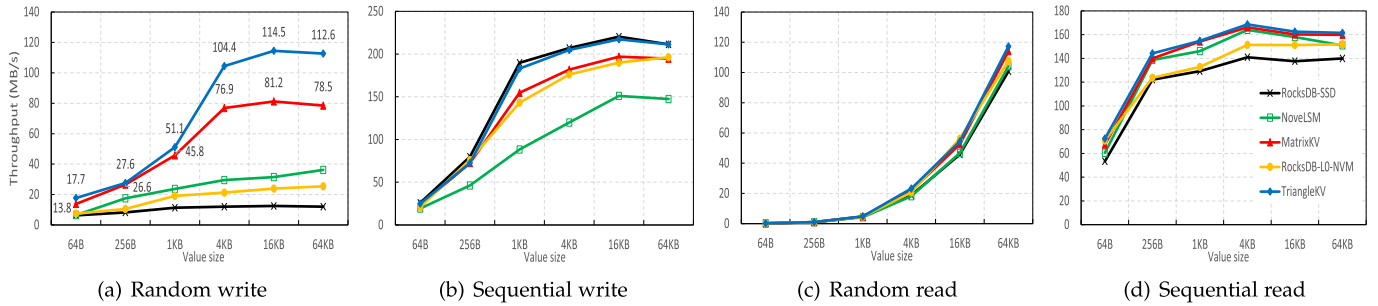 Throughput (MB/s)
140
120
100
80
60
40
20
0
17.7
13.8
27.6
26.6
51.1
45.8
104.4
76.9
114.5
81.2
112.6
78.5
64B 256B 1KB 4KB 16KB 64KB
Value size
(a) Random write
250
200
150
100
50
0
64B 256B 1KB 4KB 16KB 64KB
Value size
(b) Sequential write
140
120
100
80
60
40
20
0
64B 256B 1KB 4KB 16KB 64KB
Value size
(c) Random read
180
160
140
120
100
80
60
40
20
0
RocksDB-SSD
NoveLSM
MatrixKV
RocksDB-L0-NVM
TriangleKV
64B 256B 1KB 4KB 16KB 64KB
Value size
(d) Sequential read